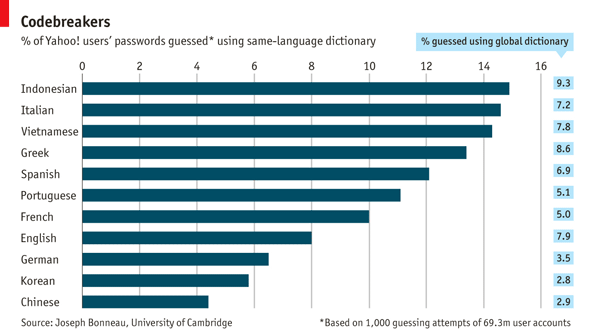 Codebreakers
% of Yahoo! users' passwords guessed* using same-language dictionary
% guessed using global dictionary
0 2 4 6 8 10 12 14 16
Indonesian 9.3
Italian 7.2
Vietnamese 7.8
Greek 8.6
Spanish 6.9
Portuguese 5.1
French 5.0
English 7.9
German 3.5
Korean 2.8
Chinese 2.9
Source: Joseph Bonneau, University of Cambridge *Based on 1,000 guessing attempts of 69.3m user accounts